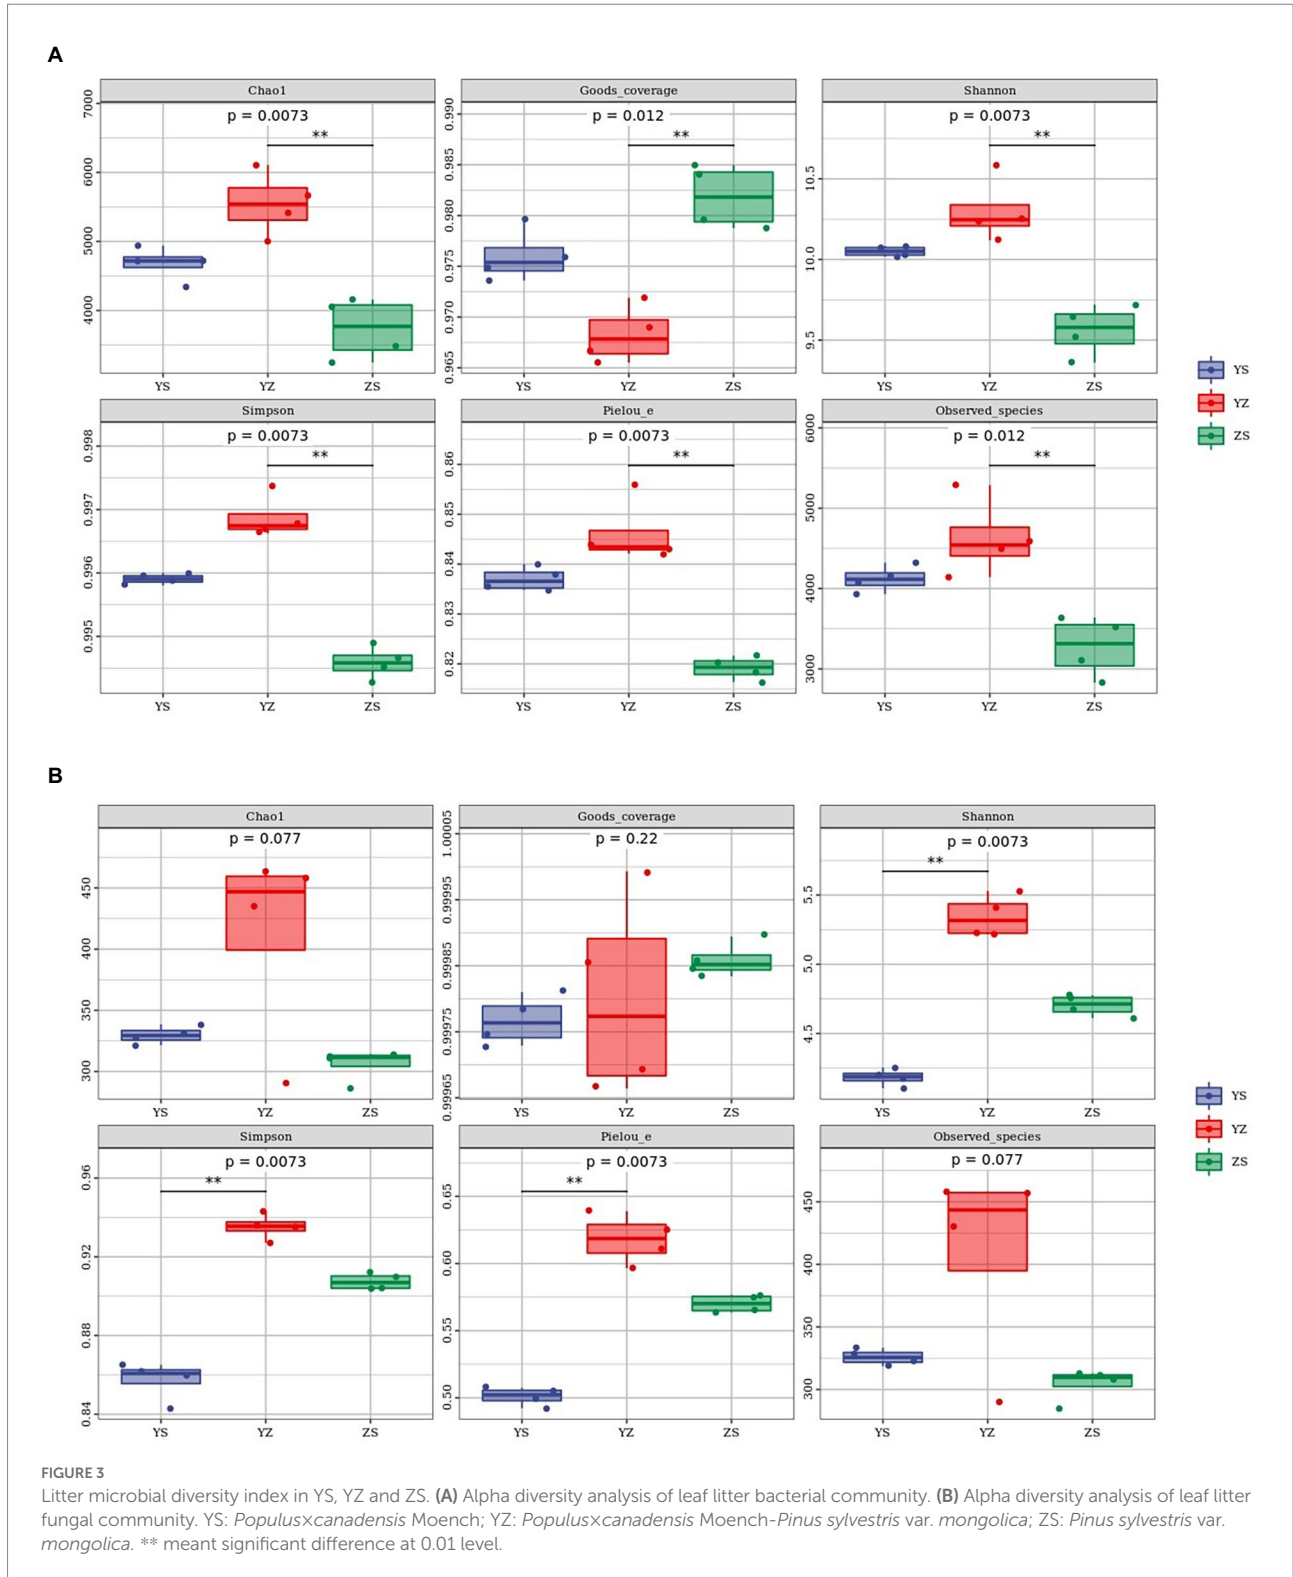 A
Chao1
p = 0.0073
**
7000
6000
5000
4000
YS YZ ZS
Goods_coverage
p = 0.012
**
0.990
0.985
0.980
0.975
0.970
0.965
YS YZ ZS
Shannon
p = 0.0073
**
10.5
10.0
9.5
YS YZ ZS
YS
YZ
ZS
Simpson
p = 0.0073
**
0.998
0.997
0.996
0.995
YS YZ ZS
Pielou_e
p = 0.0073
**
0.86
0.85
0.84
0.83
0.82
YS YZ ZS
Observed_species
p = 0.012
**
6000
5000
4000
3000
YS YZ ZS
B
Chao1
p = 0.077
450
400
350
300
YS YZ ZS
Goods_coverage
p = 0.22
1.00005
0.99995
0.99985
0.99975
0.99965
YS YZ ZS
Shannon
p = 0.0073
**
5.5
5.0
4.5
YS YZ ZS
YS
YZ
ZS
Simpson
p = 0.0073
**
0.96
0.92
0.88
0.84
YS YZ ZS
Pielou_e
p = 0.0073
**
0.65
0.60
0.55
0.50
YS YZ ZS
Observed_species
p = 0.077
450
400
350
300
YS YZ ZS
FIGURE 3
Litter microbial diversity index in YS, YZ and ZS. (A) Alpha diversity analysis of leaf litter bacterial community. (B) Alpha diversity analysis of leaf litter
fungal community. YS: Populus×canadensis Moench; YZ: Populus×canadensis Moench-Pinus sylvestris var. mongolica; ZS: Pinus sylvestris var.
mongolica. ** meant significant difference at 0.01 level.